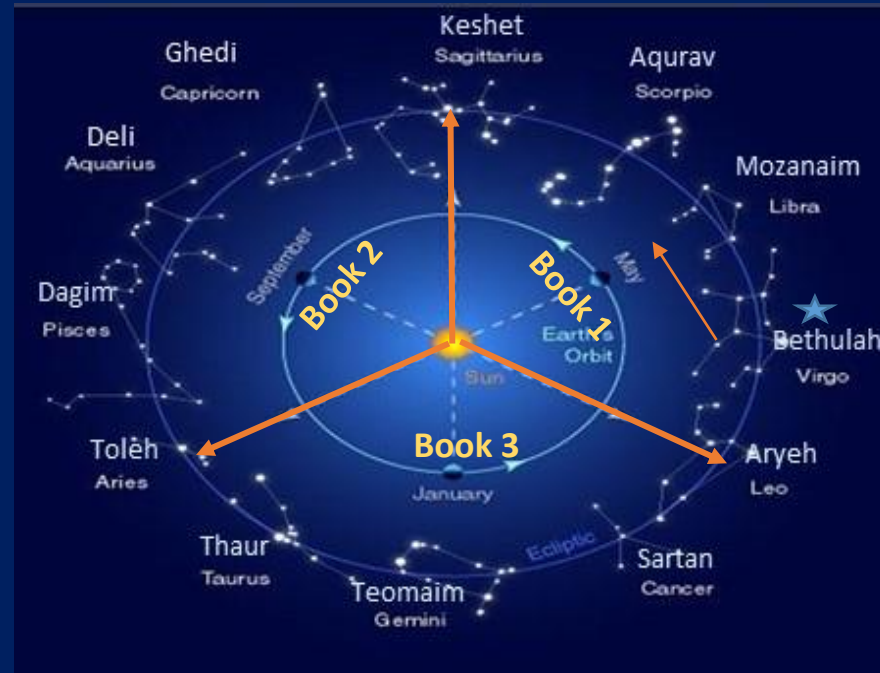 Keshet
Sagittarius
Ghedi
Capricorn
Aqurav
Scorpio
Deli
Aquarius
Mozanaim
Libra
September
Book 2
May
Book 1
Dagim
Pisces
Earth's
Orbit
Sun
Bethulah
Virgo
Toleh
Aries
Book 3
January
Aryeh
Leo
Thaur
Taurus
Ecliptic
Sartan
Cancer
Teomaim
Gemini